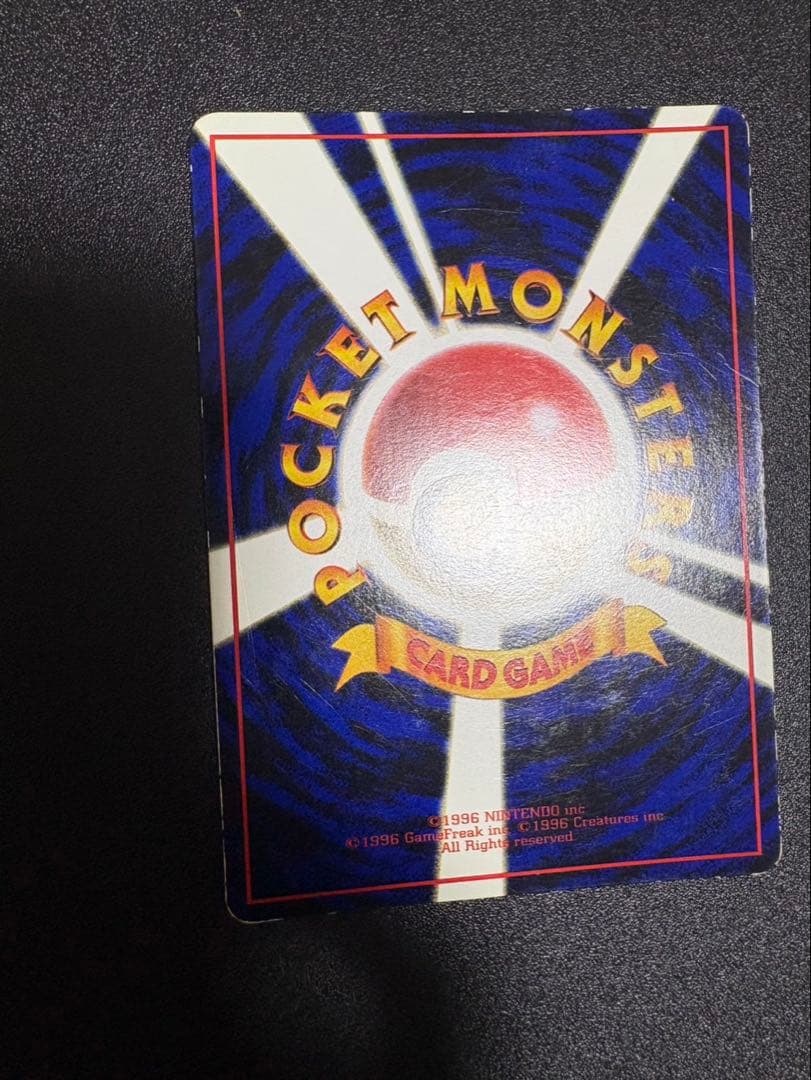 POCKET MONSTERS
CARD GAME
©1996 NINTENDO inc
©1996 GameFreak inc ©1996 Creatures inc
All Rights reserved